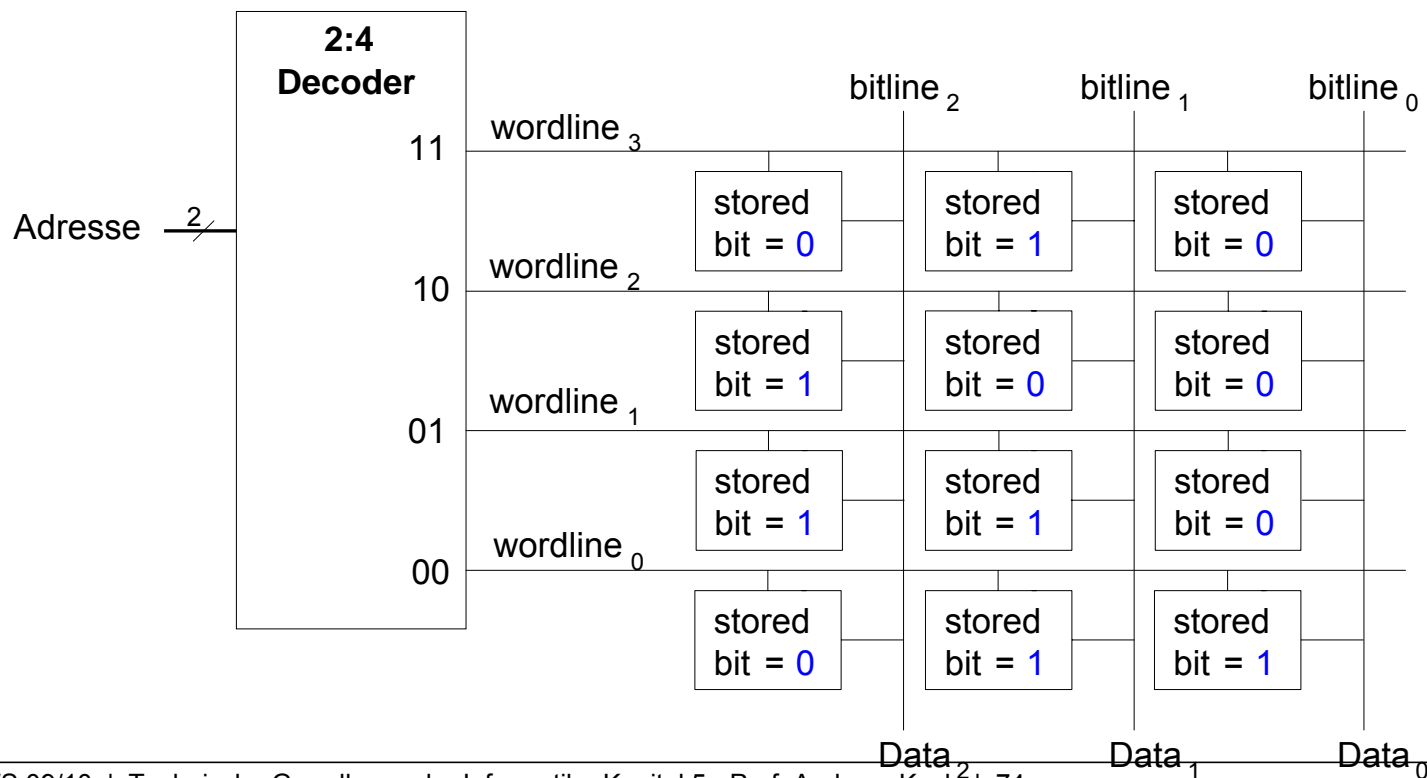 2:4
Decoder
bitline 2 bitline 1 bitline 0
wordline 3
11
Adresse 2
stored stored stored
bit = 0 bit = 1 bit = 0
wordline 2
10
stored stored stored
bit = 1 bit = 0 bit = 0
wordline 1
01
stored stored stored
bit = 1 bit = 1 bit = 0
wordline 0
00
stored stored stored
bit = 0 bit = 1 bit = 1
Data 2 Data 1 Data 0